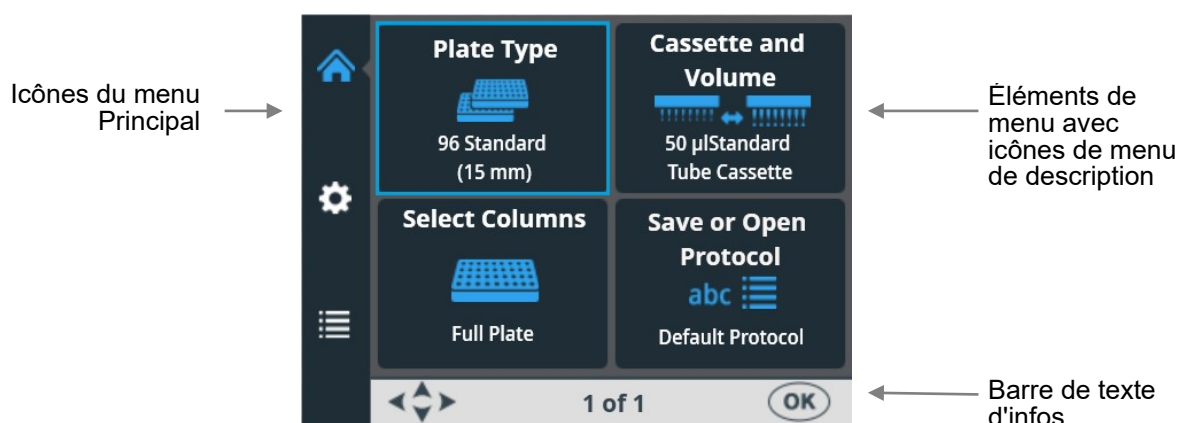 Icônes du menu
Principal
Plate Type
96 Standard
(15 mm)
Cassette and
Volume
50 µlStandard
Tube Cassette
Select Columns
Full Plate
Save or Open
Protocol
abc
Default Protocol
1 of 1
OK
Éléments de
menu avec
icônes de menu
de description
Barre de texte
d'infos